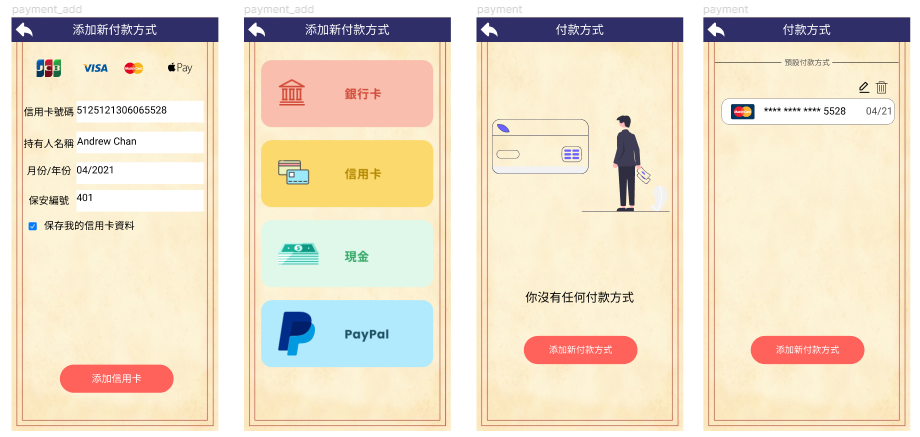 payment_add
添加新付款方式
JCB
VISA
MasterCard
Pay
信用卡號碼 5125121306065528
持有人名稱 Andrew Chan
月份/年份 04/2021
保安編號 401
保存我的信用卡資料
添加信用卡
payment_add
添加新付款方式
銀行卡
信用卡
現金
PayPal
payment
付款方式
你沒有任何付款方式
添加新付款方式
payment
付款方式
預設付款方式
**** **** **** 5528 04/21
添加新付款方式